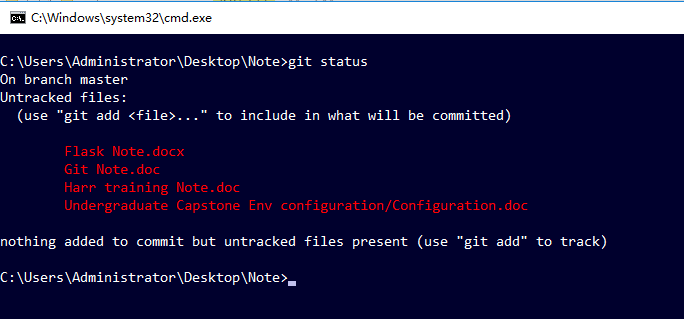 C:\Windows\system32\cmd.exe
C:\Users\Administrator\Desktop\Note>git status
On branch master
Untracked files:
  (use "git add <file>..." to include in what will be committed)
        Flask Note.docx
        Git Note.doc
        Harr training Note.doc
        Undergraduate Capstone Env configuration/Configuration.doc
nothing added to commit but untracked files present (use "git add" to track)
C:\Users\Administrator\Desktop\Note>